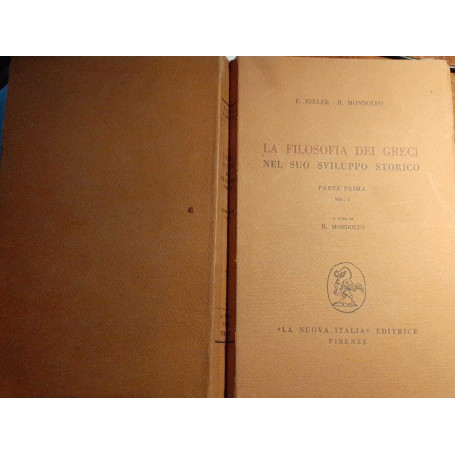 E. ZELLER - R. MONDOLFO
LA FILOSOFIA DEI GRECI
NEL SUO SVILUPPO STORICO
PARTE PRIMA
VOL. I
A CURA DI
R. MONDOLFO
«LA NUOVA ITALIA» EDITRICE
FIRENZE